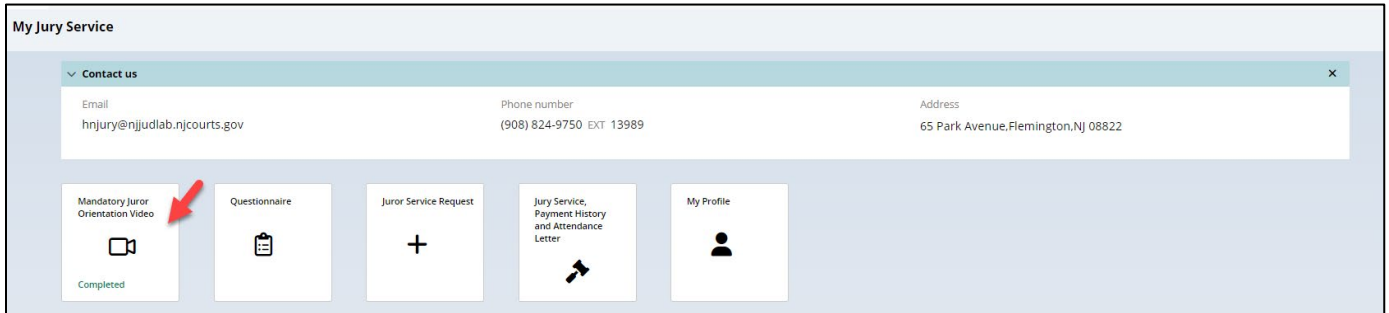 My Jury Service
Contact us
Email
hnjury@njjudlab.njcourts.gov
Phone number
(908) 824-9750 EXT 13989
Address
65 Park Avenue,Flemington,NJ 08822
Mandatory Juror
Orientation Video
Completed
Questionnaire
Juror Service Request
Jury Service,
Payment History
and Attendance
Letter
My Profile